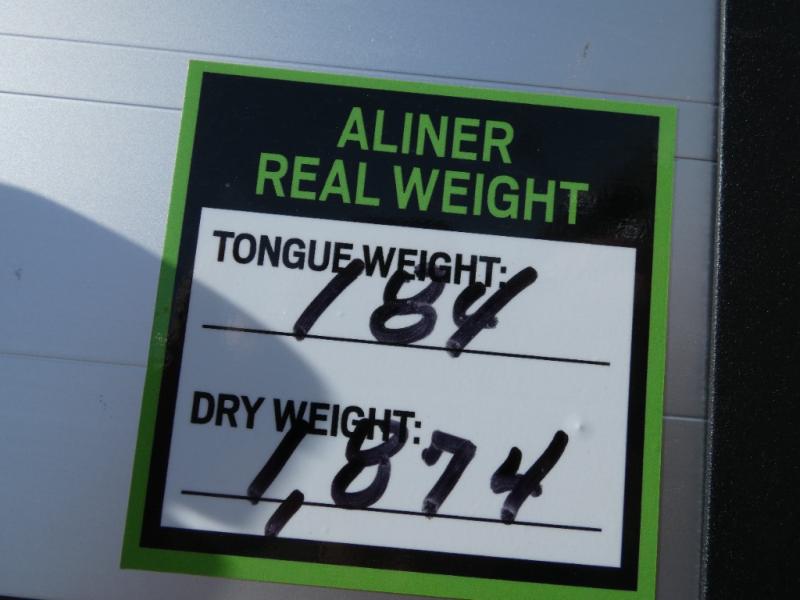 ALINER
REAL WEIGHT
TONGUE WEIGHT:
184
DRY WEIGHT:
1,874